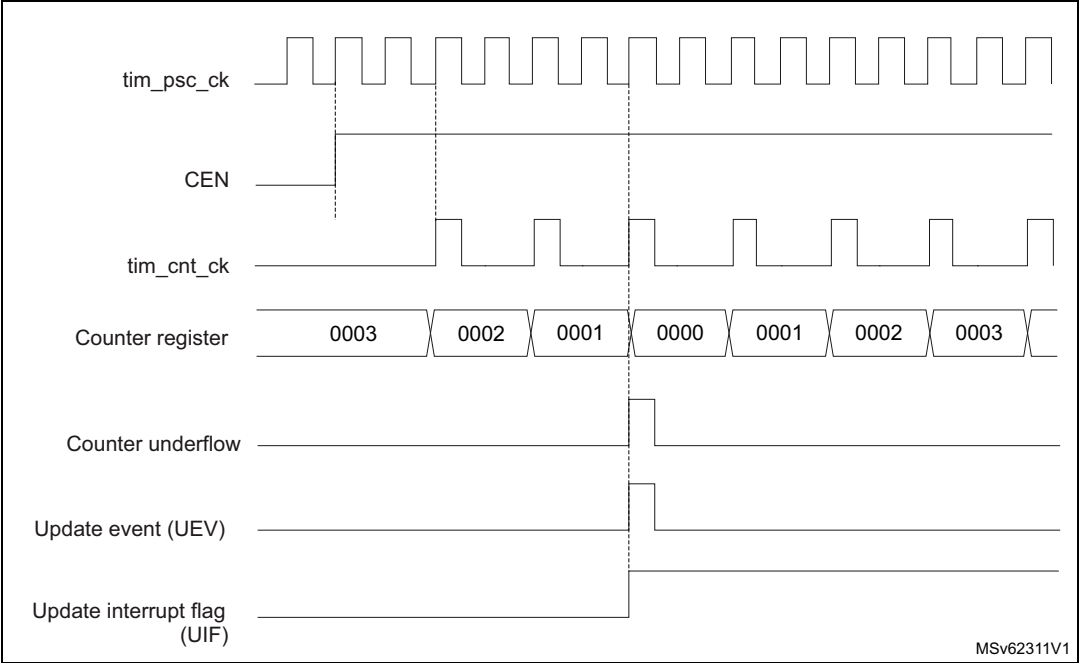 tim_psc_ck
CEN
tim_cnt_ck
Counter register
0003
0002
0001
0000
0001
0002
0003
Counter underflow
Update event (UEV)
Update interrupt flag
(UIF)
MSv62311V1